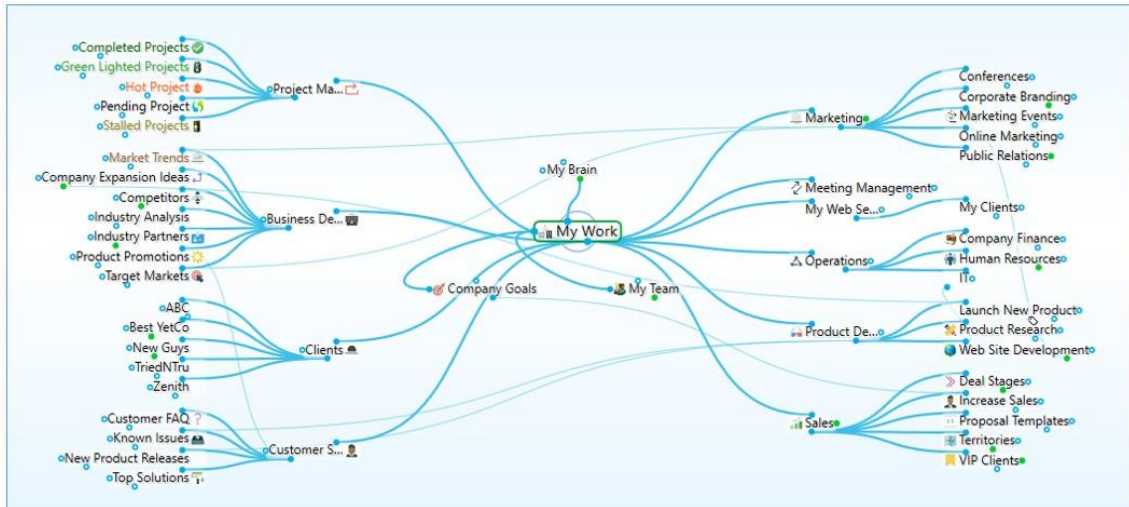 Completed Projects
Green Lighted Projects
Hot Project
Pending Project
Stalled Projects
Project Ma...
Market Trends
Company Expansion Ideas
Competitors
Industry Analysis
Industry Partners
Product Promotions
Target Markets
Business De...
ABC
Best YetCo
New Guys
TriedNTru
Zenith
Clients
Customer FAQ
Known Issues
New Product Releases
Top Solutions
Customer S...
My Brain
My Work
Company Goals
My Team
Marketing
Conferences
Corporate Branding
Marketing Events
Online Marketing
Public Relations
Meeting Management
My Web Se...
My Clients
Operations
Company Finance
Human Resources
IT
Product De...
Launch New Product
Product Research
Web Site Development
Sales
Deal Stages
Increase Sales
Proposal Templates
Territories
VIP Clients